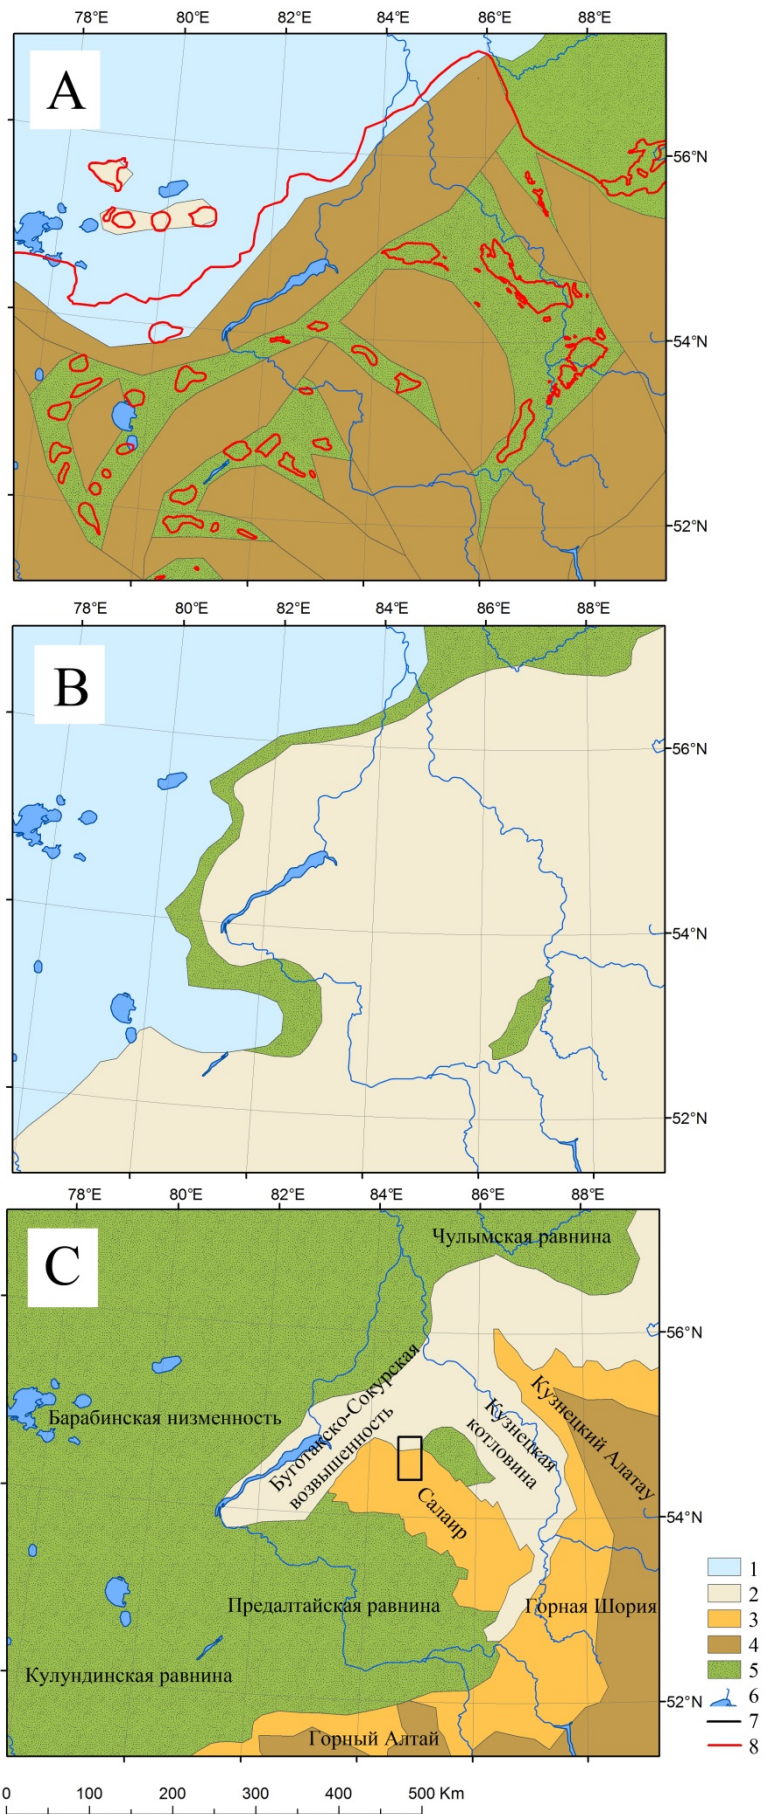 78°E 80°E 82°E 84°E 86°E 88°E
A
56°N
54°N
52°N
78°E 80°E 82°E 84°E 86°E 88°E
B
56°N
54°N
52°N
78°E 80°E 82°E 84°E 86°E 88°E
C
Чулымская равнина
56°N
Барабинская низменность
Буготакско-Сокурская
возвышенность
Кузнецкая
котловина
Кузнецкий Алатау
Салаир
54°N
Предалтайская равнина
Горная Шория
Кулундинская равнина
52°N
Горный Алтай
1
2
3
4
5
6
7
8
0 100 200 300 400 500 Km